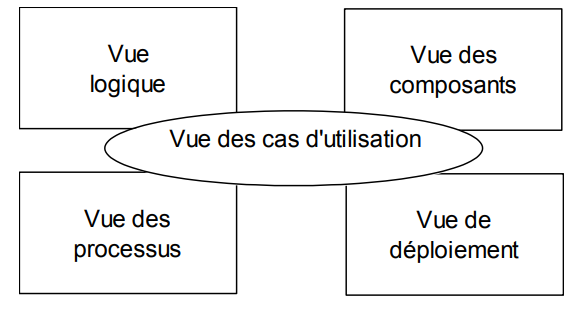 Vue
logique
Vue des
composants
Vue des cas d'utilisation
Vue des
processus
Vue de
déploiement